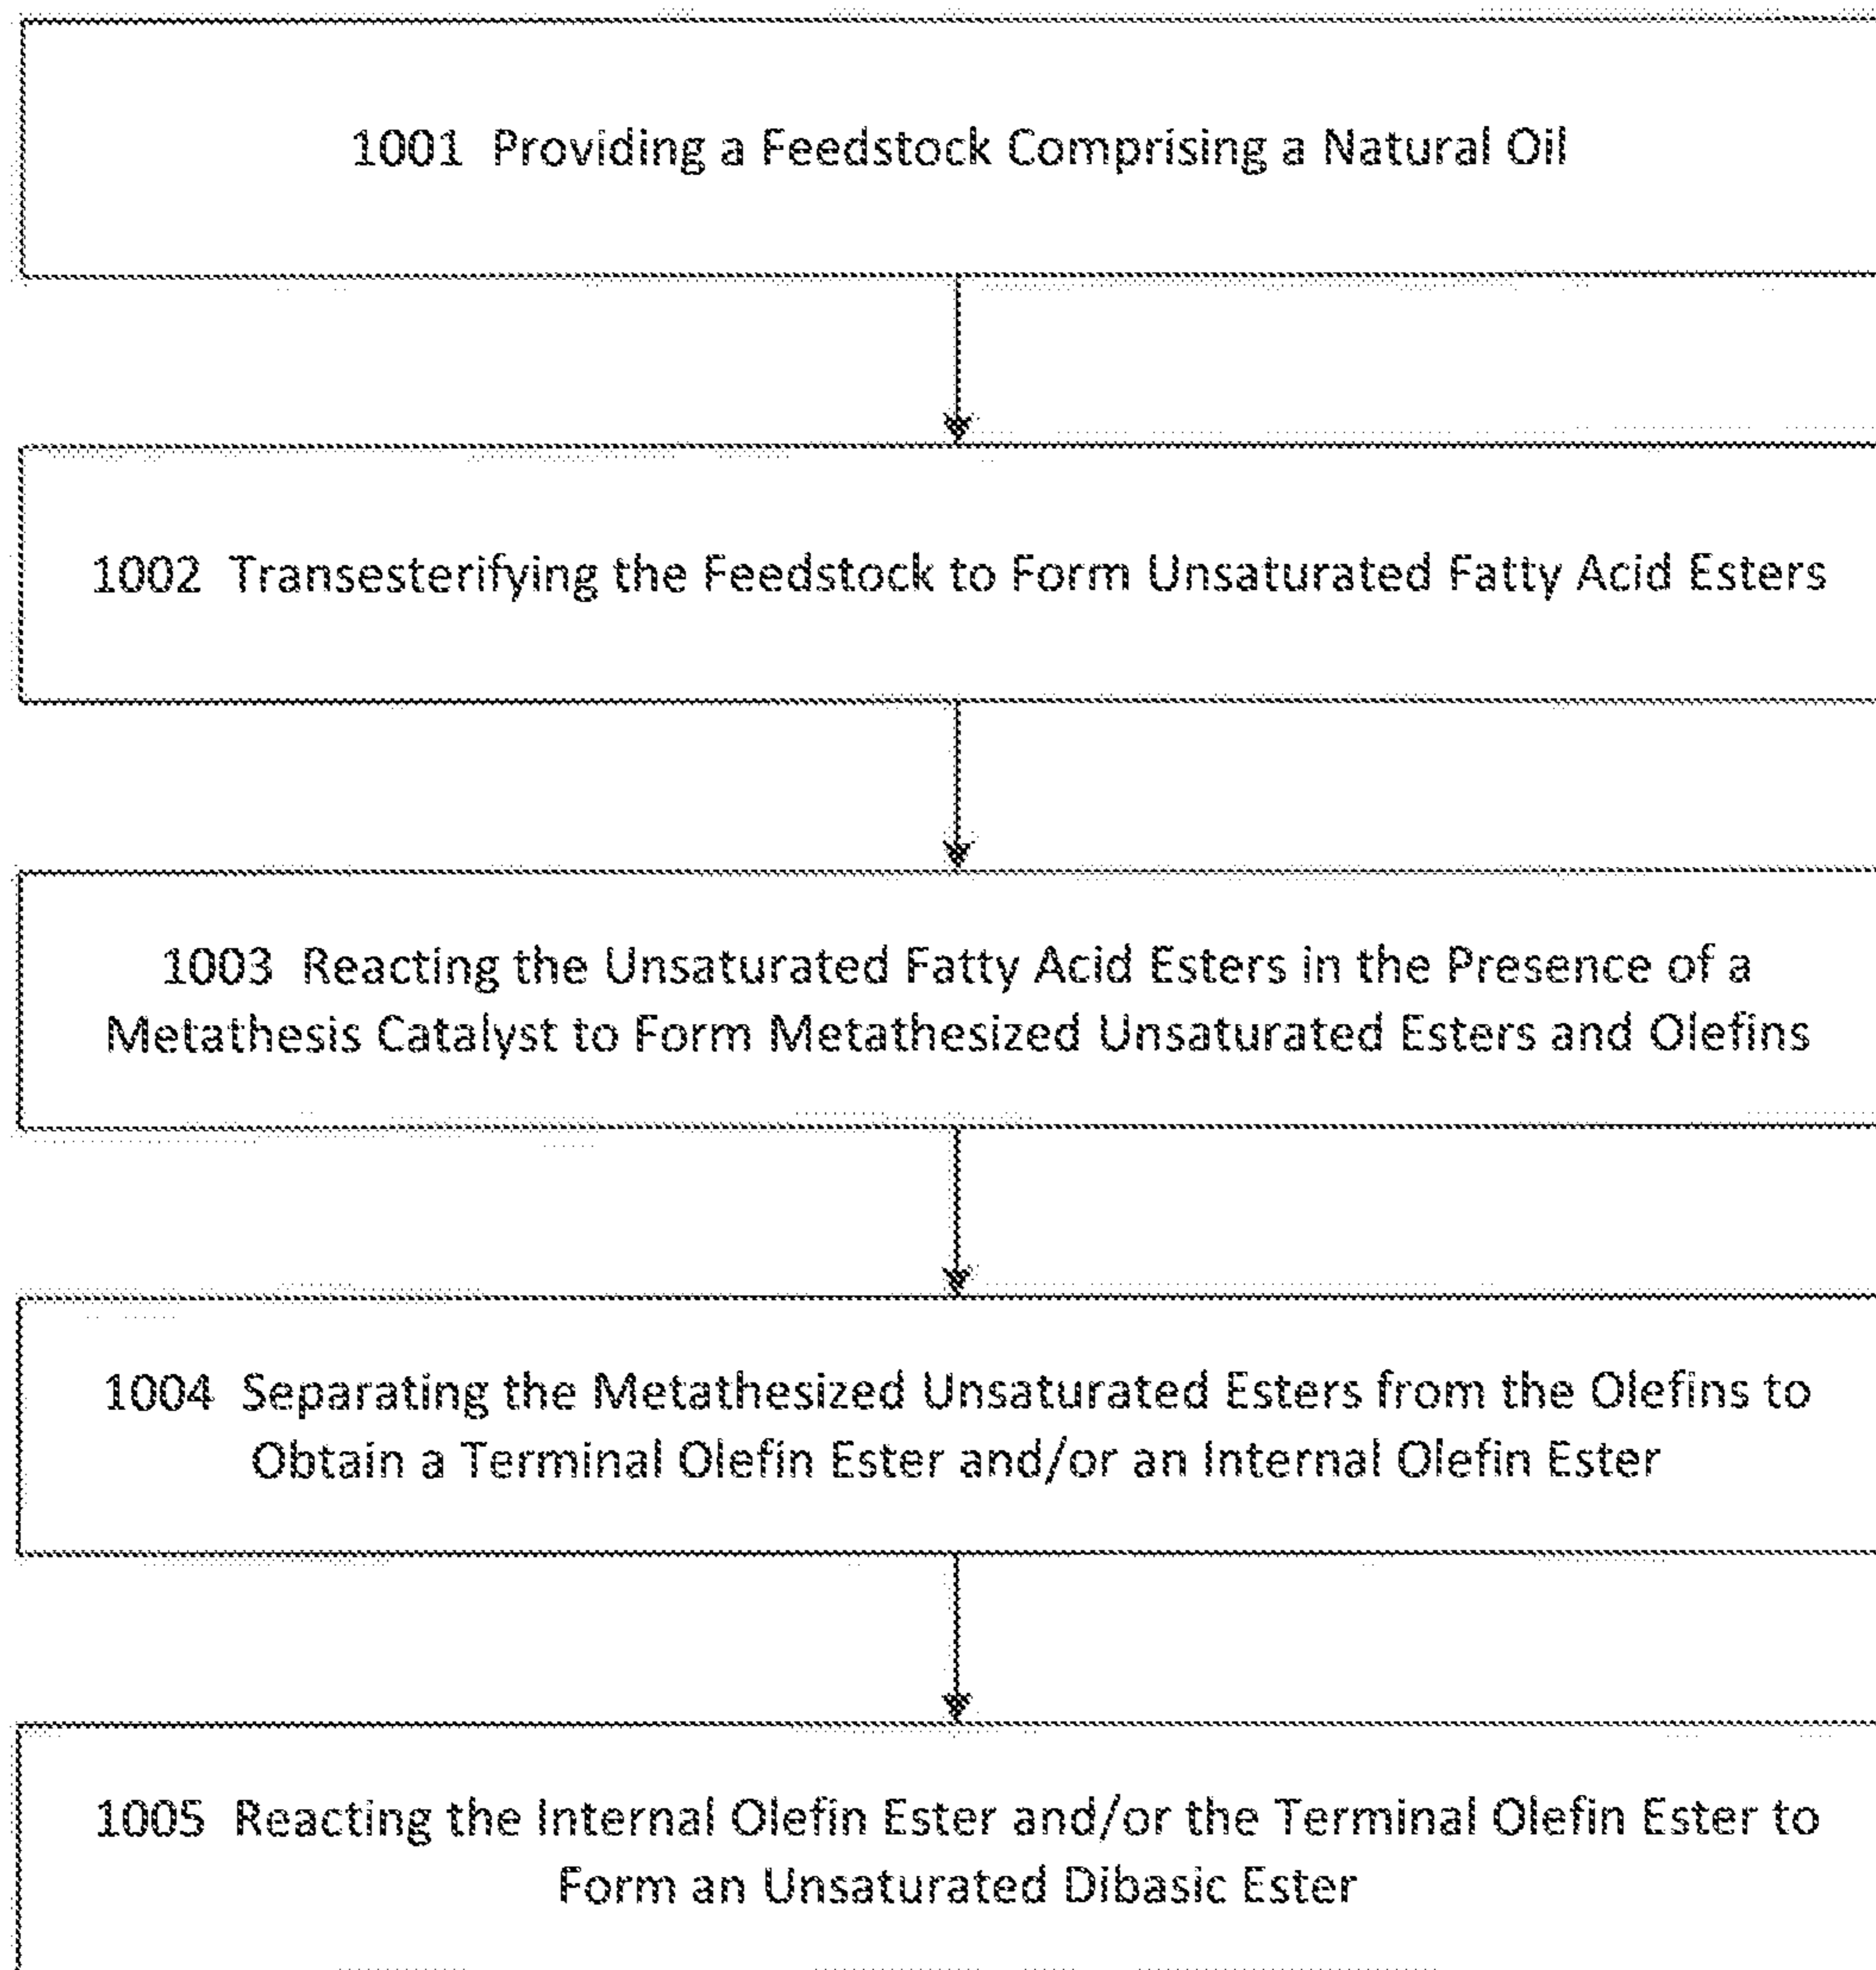 1001 Providing a Feedstock Comprising a Natural Oil
1002 Transesterifying the Feedstock to Form Unsaturated Fatty Acid Esters
1003 Reacting the Unsaturated Fatty Acid Esters in the Presence of a
Metathesis Catalyst to Form Metathesized Unsaturated Esters and Olefins
1004 Separating the Metathesized Unsaturated Esters from the Olefins to
Obtain a Terminal Olefin Ester and/or an Internal Olefin Ester
1005 Reacting the Internal Olefin Ester and/or the Terminal Olefin Ester to
Form an Unsaturated Dibasic Ester